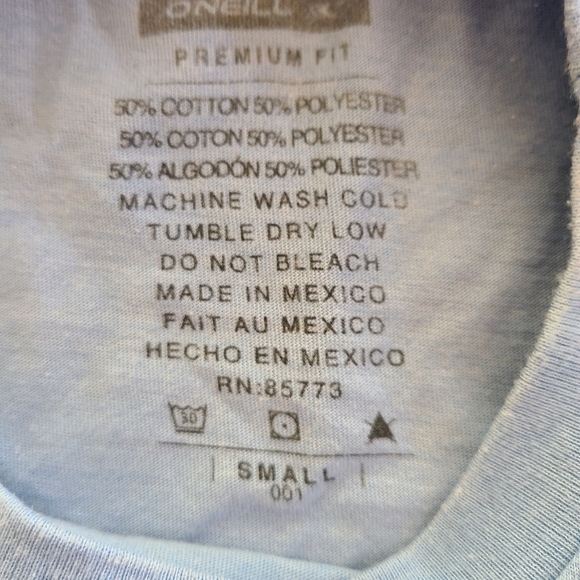 O'NEILL
PREMIUM FIT
50% COTTON 50% POLYESTER
50% COTON 50% POLYESTER
50% ALGODÓN 50% POLIESTER
MACHINE WASH COLD
TUMBLE DRY LOW
DO NOT BLEACH
MADE IN MEXICO
FAIT AU MEXICO
HECHO EN MEXICO
RN:85773
30
SMALL
001